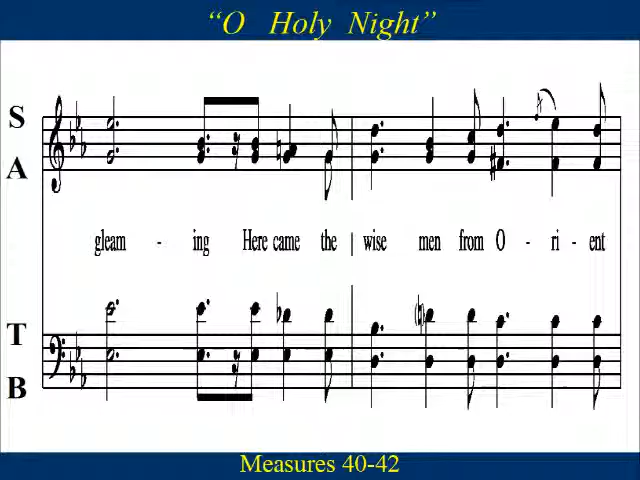 “O Holy Night”
S
A
gleam - ing Here came the wise men from O - ri - ent
T
B
Measures 40-42